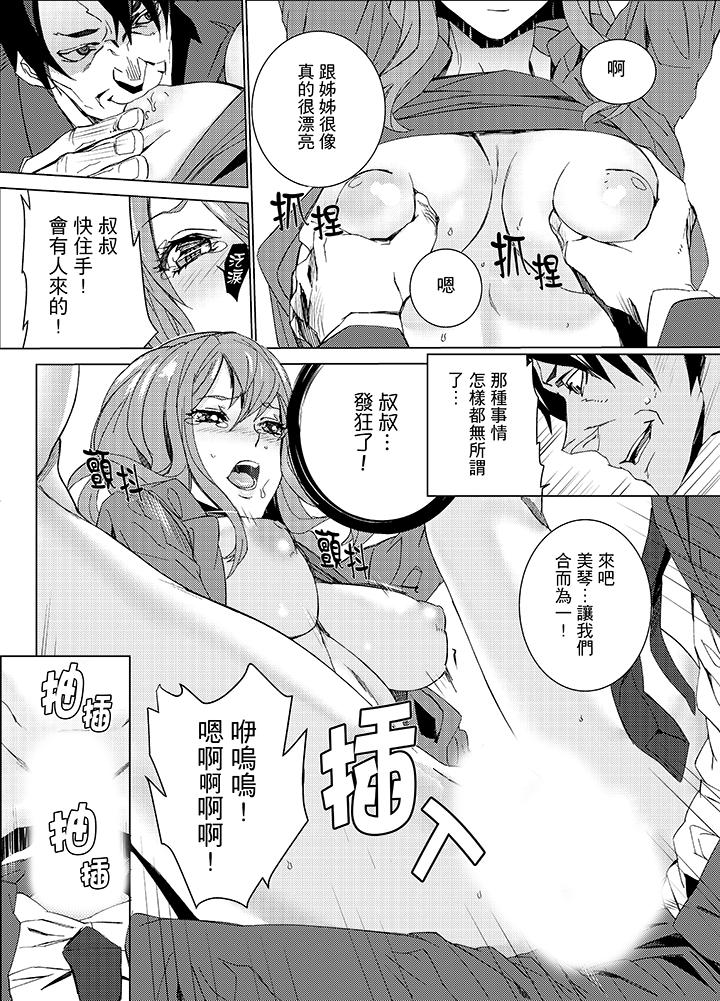 啊
跟姊姊很像
真的很漂亮
抓捏
抓捏
嗯
叔叔
快住手！
會有人來的！
泛淚
那種事情
怎樣都無所謂
了…
叔叔…
發狂了！
顫抖
顫抖
來吧
美琴…讓我們
合而為一！
插入
咿嗚嗚！
嗯啊啊啊啊！
抽插
抽插